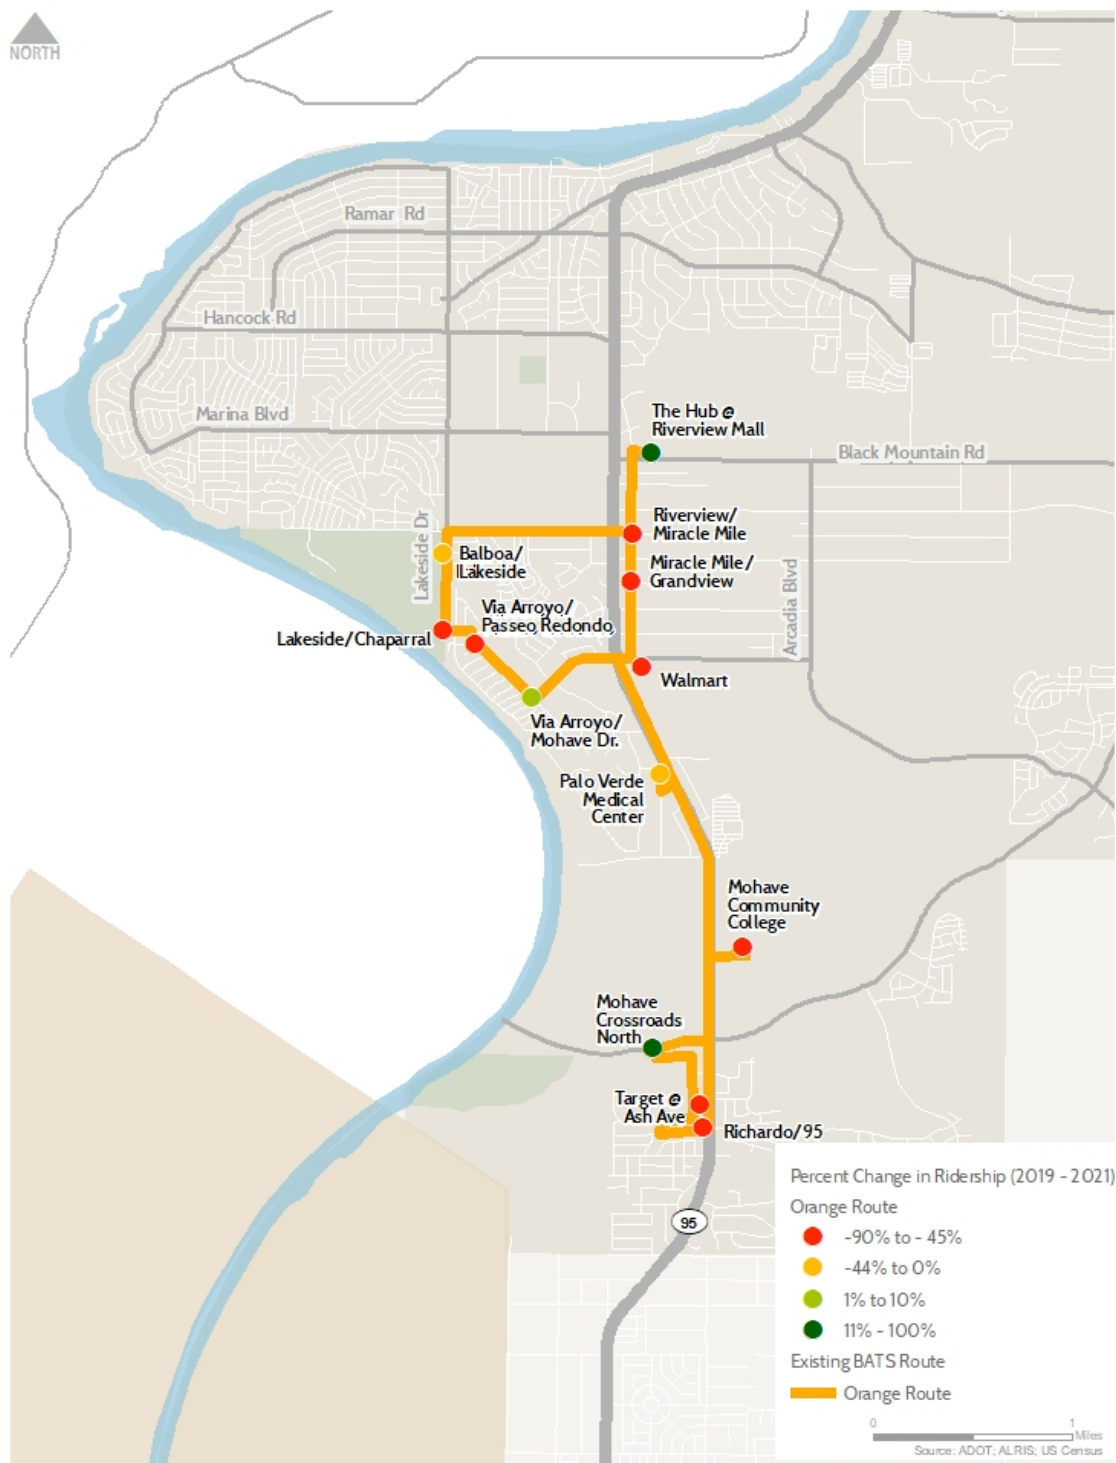 NORTH
Ramar Rd
Hancock Rd
Marina Blvd
The Hub @
Riverview Mall
Black Mountain Rd
Lakeside Dr
Riverview/
Miracle Mile
Balboa/
Lakeside
Miracle Mile/
Grandview
Arcadia Blvd
Via Arroyo/
Passeo Redondo
Lakeside/Chaparral
Walmart
Via Arroyo/
Mohave Dr.
Palo Verde
Medical
Center
Mohave
Community
College
Mohave
Crossroads
North
Target @
Ash Ave
Richardo/95
95
Percent Change in Ridership (2019 - 2021)
Orange Route
-90% to - 45%
-44% to 0%
1% to 10%
11% - 100%
Existing BATS Route
Orange Route
0 1
Miles
Source: ADOT; ALRIS; US Census